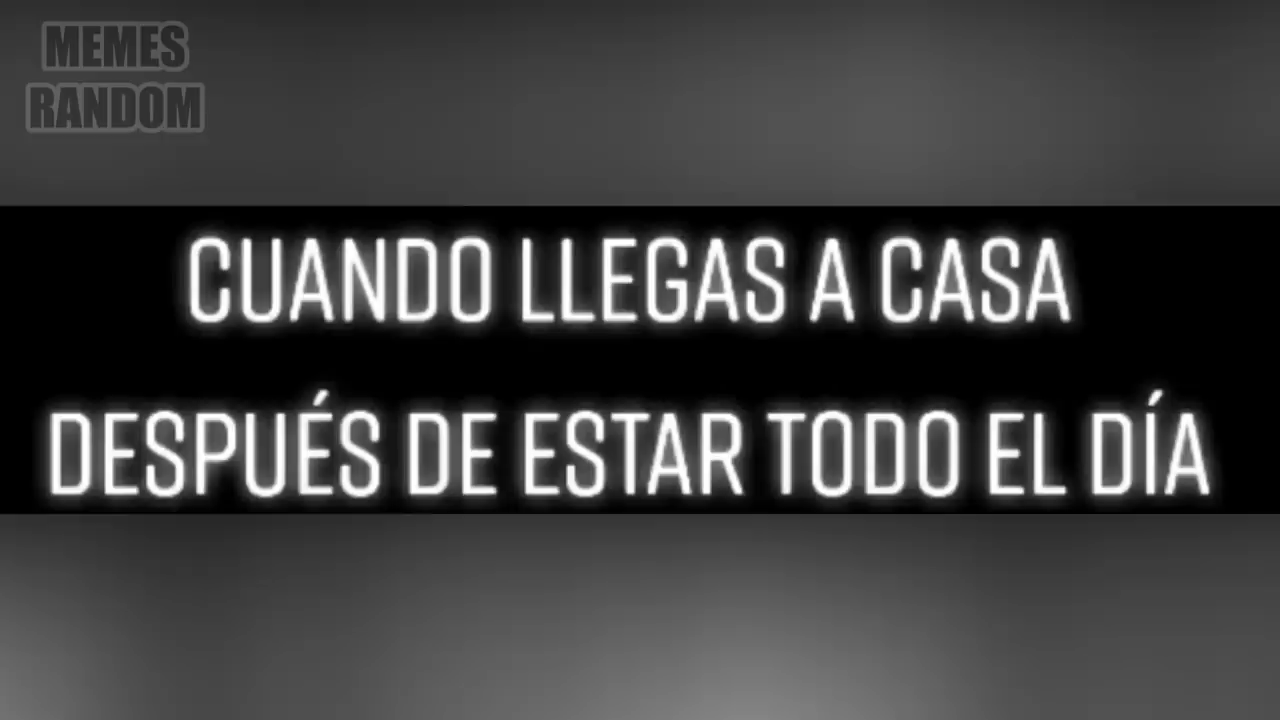 MEMES
RANDOM
CUANDO LLEGAS A CASA
DESPUÉS DE ESTAR TODO EL DÍA